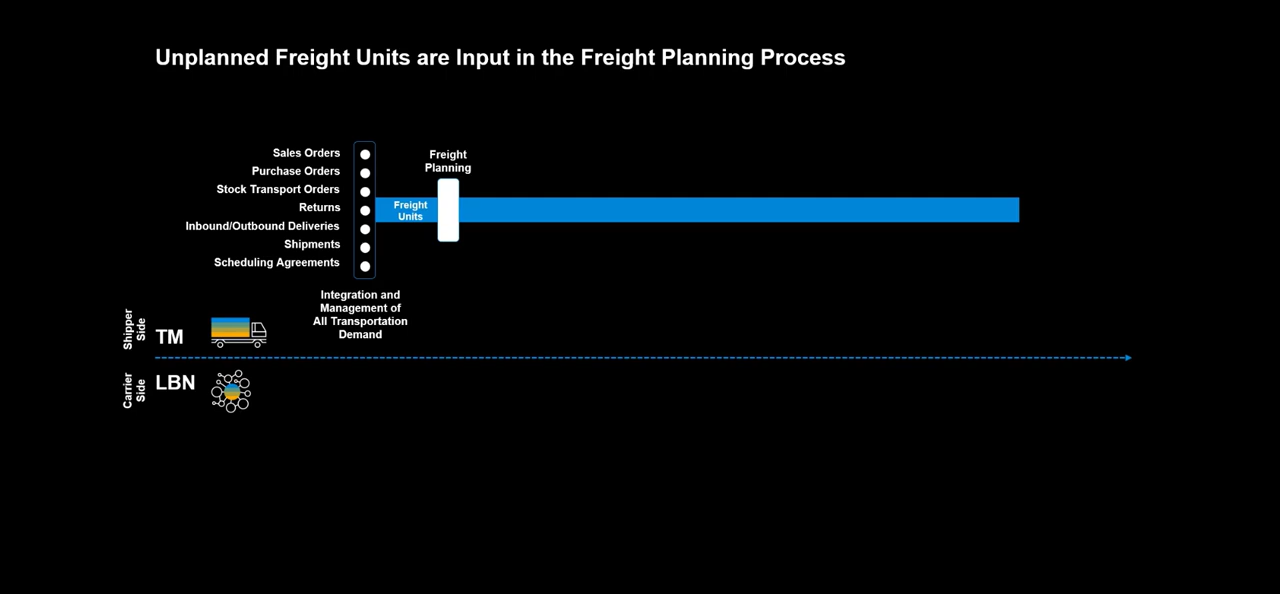 Unplanned Freight Units are Input in the Freight Planning Process
Sales Orders
Purchase Orders
Stock Transport Orders
Returns
Inbound/Outbound Deliveries
Shipments
Scheduling Agreements
Freight
Units
Freight
Planning
Integration and
Management of
All Transportation
Demand
Shipper
Side
TM
Carrier
Side
LBN